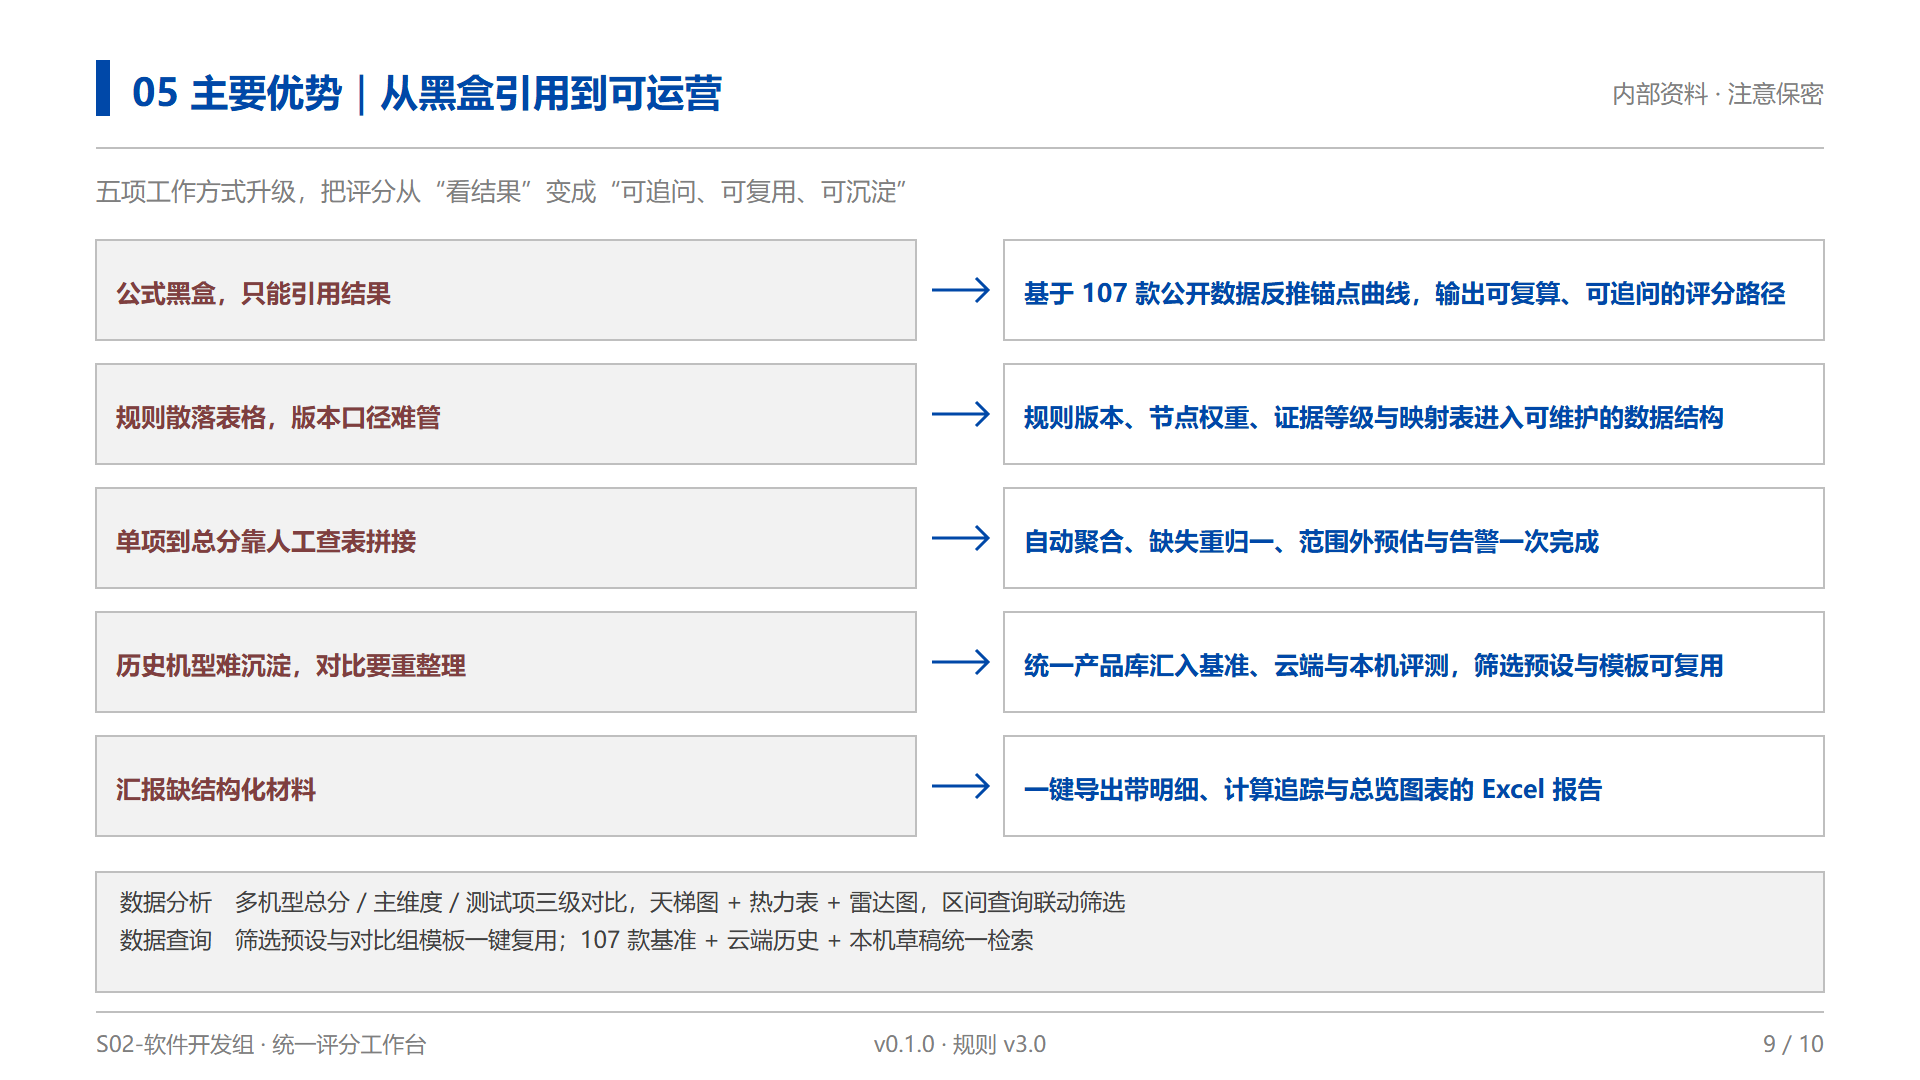 05 主要优势｜从黑盒引用到可运营
内部资料 · 注意保密
五项工作方式升级，把评分从“看结果”变成“可追问、可复用、可沉淀”
公式黑盒，只能引用结果
基于 107 款公开数据反推锚点曲线，输出可复算、可追问的评分路径
规则散落表格，版本口径难管
规则版本、节点权重、证据等级与映射表进入可维护的数据结构
单项到总分靠人工查表拼接
自动聚合、缺失重归一、范围外预估与告警一次完成
历史机型难沉淀，对比要重整理
统一产品库汇入基准、云端与本机评测，筛选预设与模板可复用
汇报缺结构化材料
一键导出带明细、计算追踪与总览图表的 Excel 报告
数据分析　多机型总分 / 主维度 / 测试项三级对比，天梯图 + 热力表 + 雷达图，区间查询联动筛选
数据查询　筛选预设与对比组模板一键复用；107 款基准 + 云端历史 + 本机草稿统一检索
S02-软件开发组 · 统一评分工作台
v0.1.0 · 规则 v3.0
9 / 10